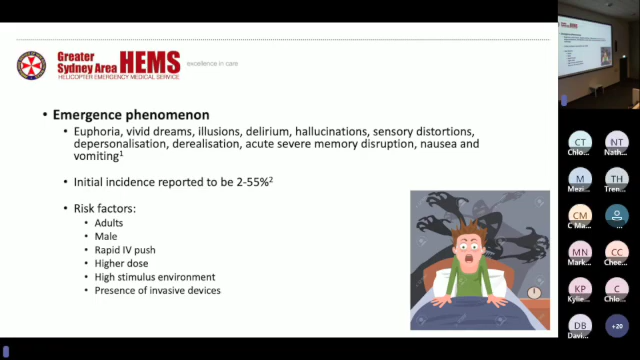 Greater
Sydney Area HEMS
HELICOPTER EMERGENCY MEDICAL SERVICE
excellence in care
• Emergence phenomenon
• Euphoria, vivid dreams, illusions, delirium, hallucinations, sensory distortions,
depersonalisation, derealisation, acute severe memory disruption, nausea and
vomiting1
• Initial incidence reported to be 2-55%2
• Risk factors:
• Adults
• Male
• Rapid IV push
• Higher dose
• High stimulus environment
• Presence of invasive devices
CT
Chlo...
NT
Nath...
M
Mezi...
TH
Tren...
CM
C Ma...
...
MN
Mark...
CC
Chee...
KP
Kylie...
C
Chlo...
DB
Davi...
+20